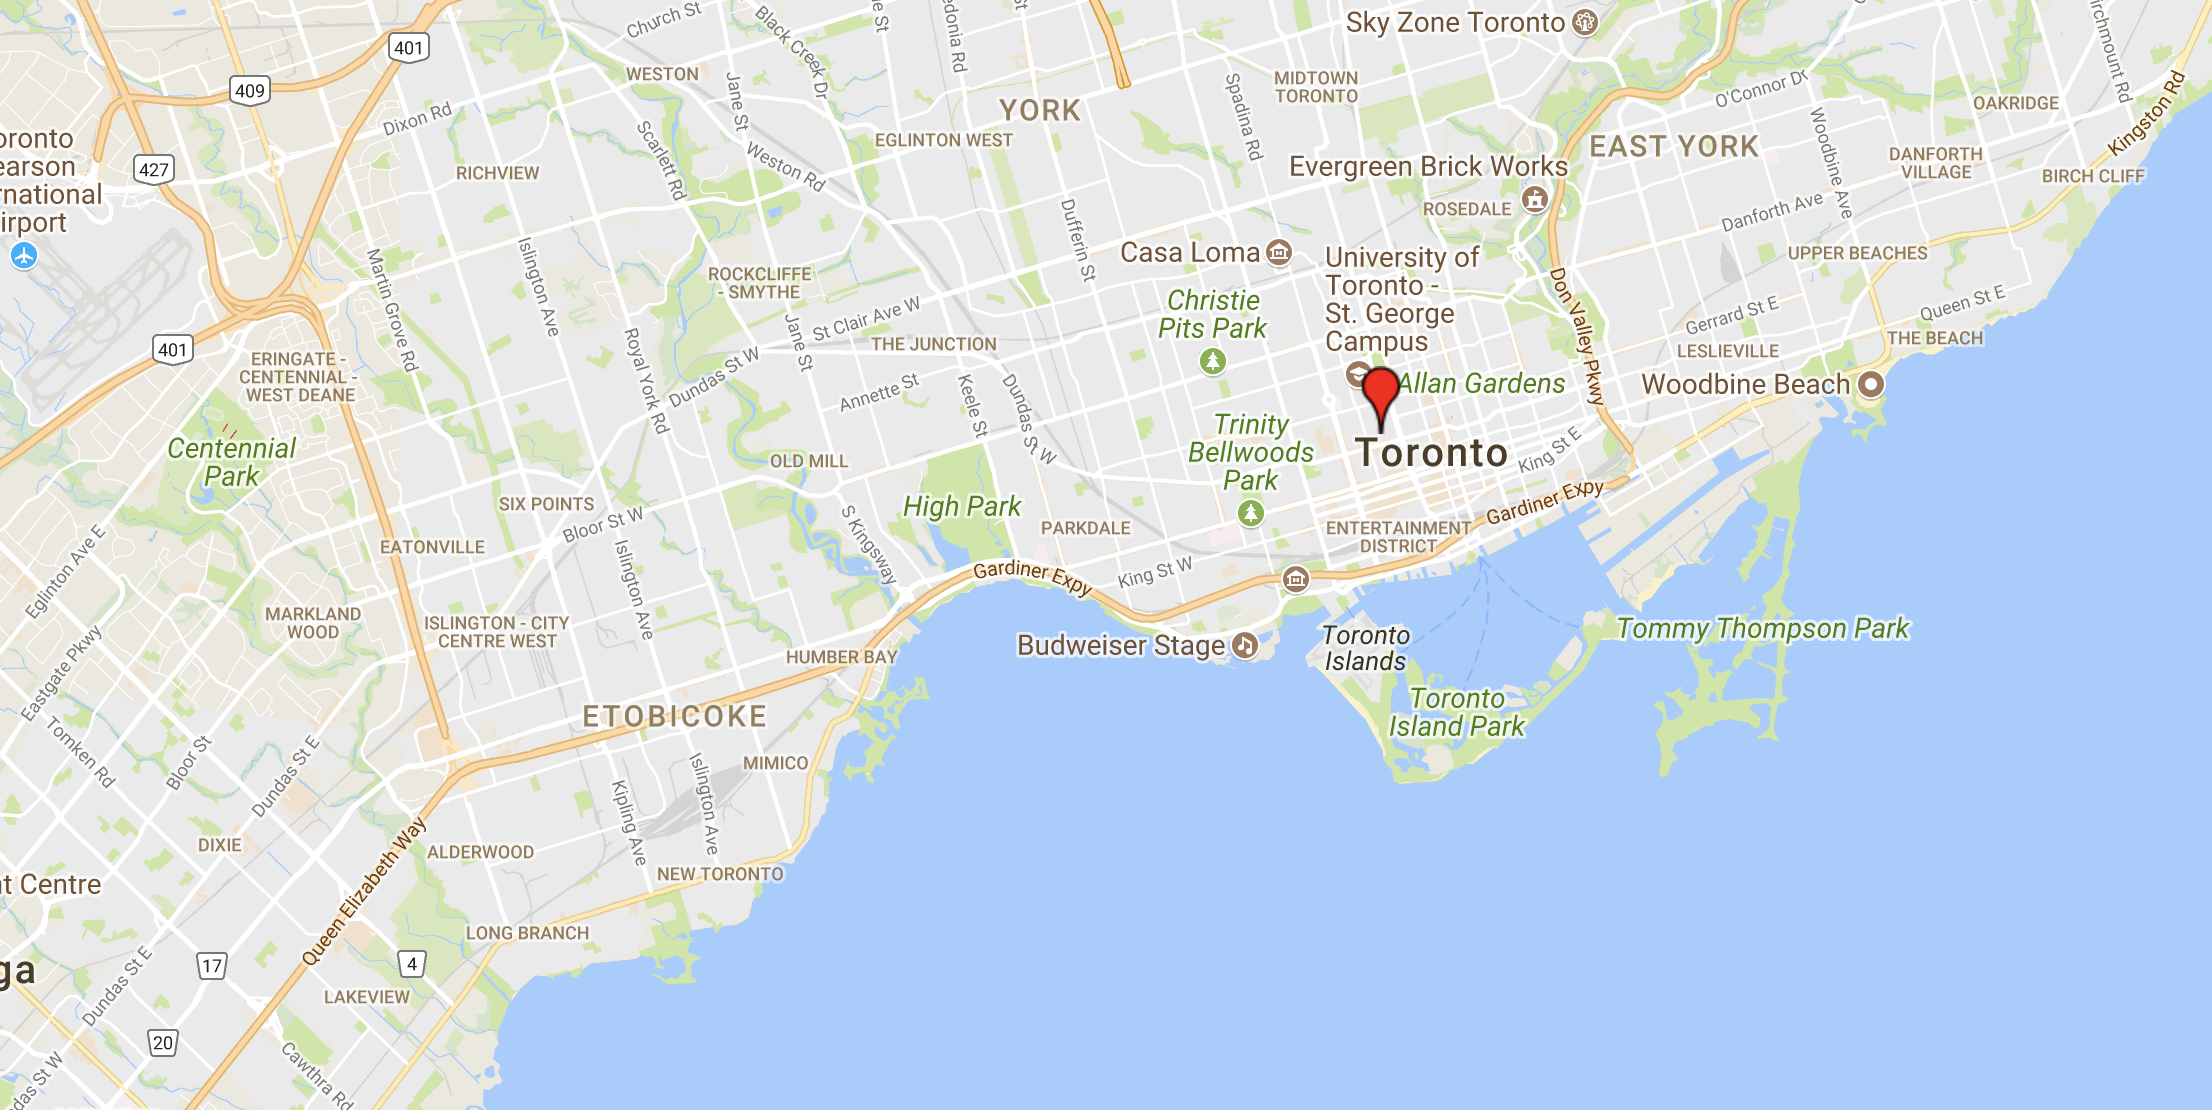 Church St
Black Creek Dr
Sky Zone Toronto
401
WESTON
Jane St
MIDTOWN
TORONTO
O'Connor Dr
409
YORK
Spadina Rd
OAKRIDGE
Kingston Rd
Dixon Rd
EGLINTON WEST
EAST YORK
Woodbine Ave
Scarlett Rd
Weston Rd
427
RICHVIEW
Evergreen Brick Works
DANFORTH
VILLAGE
BIRCH CLIFF
ROSEDALE
Danforth Ave
Dufferin St
Islington Ave
Martin Grove Rd
Casa Loma
University of
Toronto -
St. George
Campus
UPPER BEACHES
ROCKCLIFFE
- SMYTHE
Christie
Pits Park
Don Valley Pkwy
Queen St E
Gerrard St E
St Clair Ave W
Jane St
THE JUNCTION
THE BEACH
LESLIEVILLE
401
ERINGATE -
CENTENNIAL -
WEST DEANE
Royal York Rd
Dundas St W
Annette St
Keele St
Dundas St W
Allan Gardens
Woodbine Beach
Centennial
Park
Trinity
Bellwoods
Park
Toronto
King St E
OLD MILL
High Park
SIX POINTS
Bloor St W
S Kingsway
PARKDALE
ENTERTAINMENT
DISTRICT
Gardiner Expy
EATONVILLE
Islington Ave
Gardiner Expy
King St W
Eglinton Ave E
MARKLAND
WOOD
ISLINGTON - CITY
CENTRE WEST
HUMBER BAY
Budweiser Stage
Toronto
Islands
Tommy Thompson Park
Eastgate Pkwy
ETOBICOKE
Toronto
Island Park
Tomken Rd
Bloor St
Dundas St E
MIMICO
Islington Ave
Kipling Ave
DIXIE
Queen Elizabeth Way
ALDERWOOD
NEW TORONTO
t Centre
LONG BRANCH
17
4
ga
Dundas St E
LAKEVIEW
20
Cawthra Rd
das St W
oronto
earson
rnational
irport
irchmount Rd
edonia Rd
ie St
St